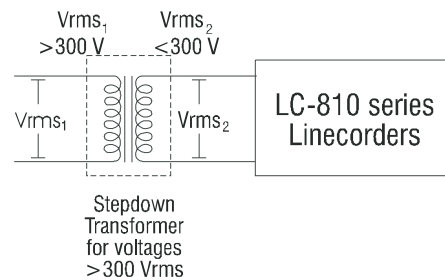 Vrms₁ Vrms₂
>300 V <300 V
Vrms₁
Vrms₂
LC-810 series
Linecorders
Stepdown
Transformer
for voltages
>300 Vrms